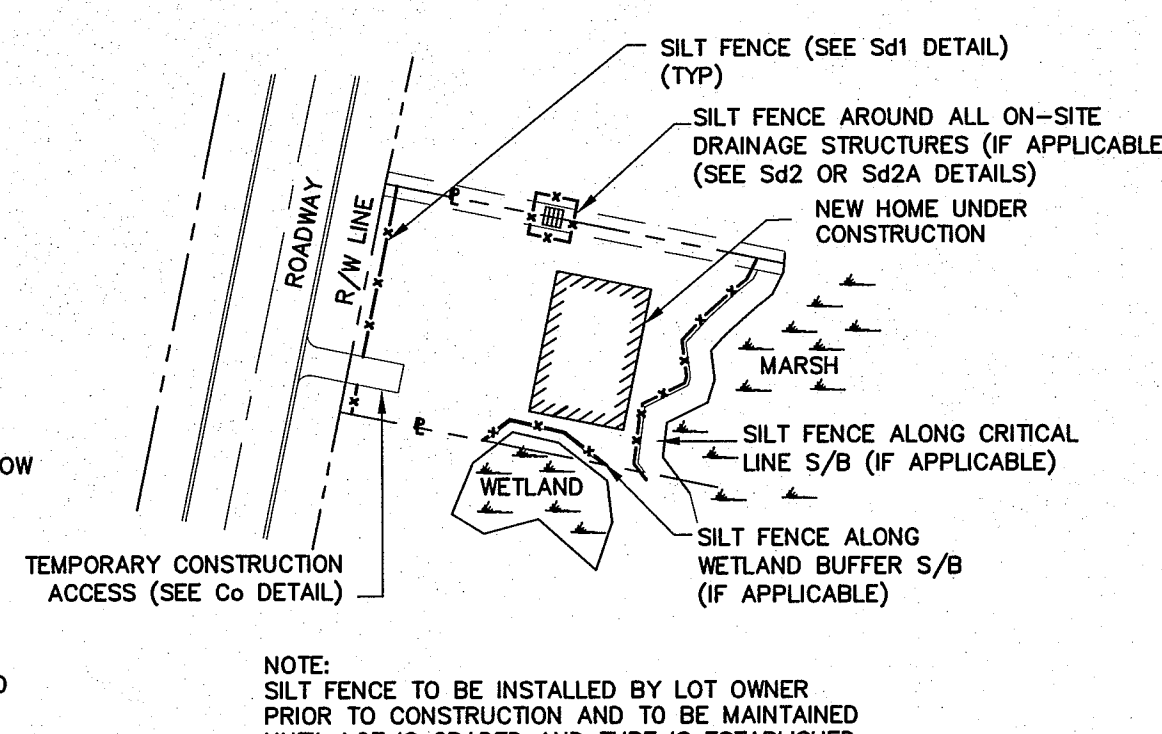 SILT FENCE (SEE Sd1 DETAIL)
(TYP)
SILT FENCE AROUND ALL ON-SITE
DRAINAGE STRUCTURES (IF APPLICABLE
(SEE Sd2 OR Sd2A DETAILS)
NEW HOME UNDER
CONSTRUCTION
ROADWAY
R/W LINE
MARSH
SILT FENCE ALONG CRITICAL
LINE S/B (IF APPLICABLE)
WETLAND
SILT FENCE ALONG
WETLAND BUFFER S/B
(IF APPLICABLE)
OW
TEMPORARY CONSTRUCTION
ACCESS (SEE Co DETAIL)
NOTE:
SILT FENCE TO BE INSTALLED BY LOT OWNER
PRIOR TO CONSTRUCTION AND TO BE MAINTAINED